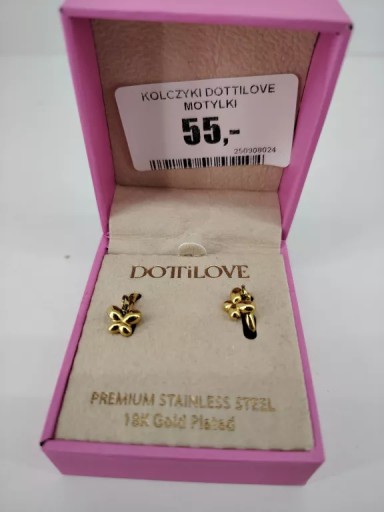 KOLCZYKI DOTTILOVE
MOTYLKI
55,-
250908024
DOTTiLOVE
PREMIUM STAINLESS STEEL
18K Gold Plated